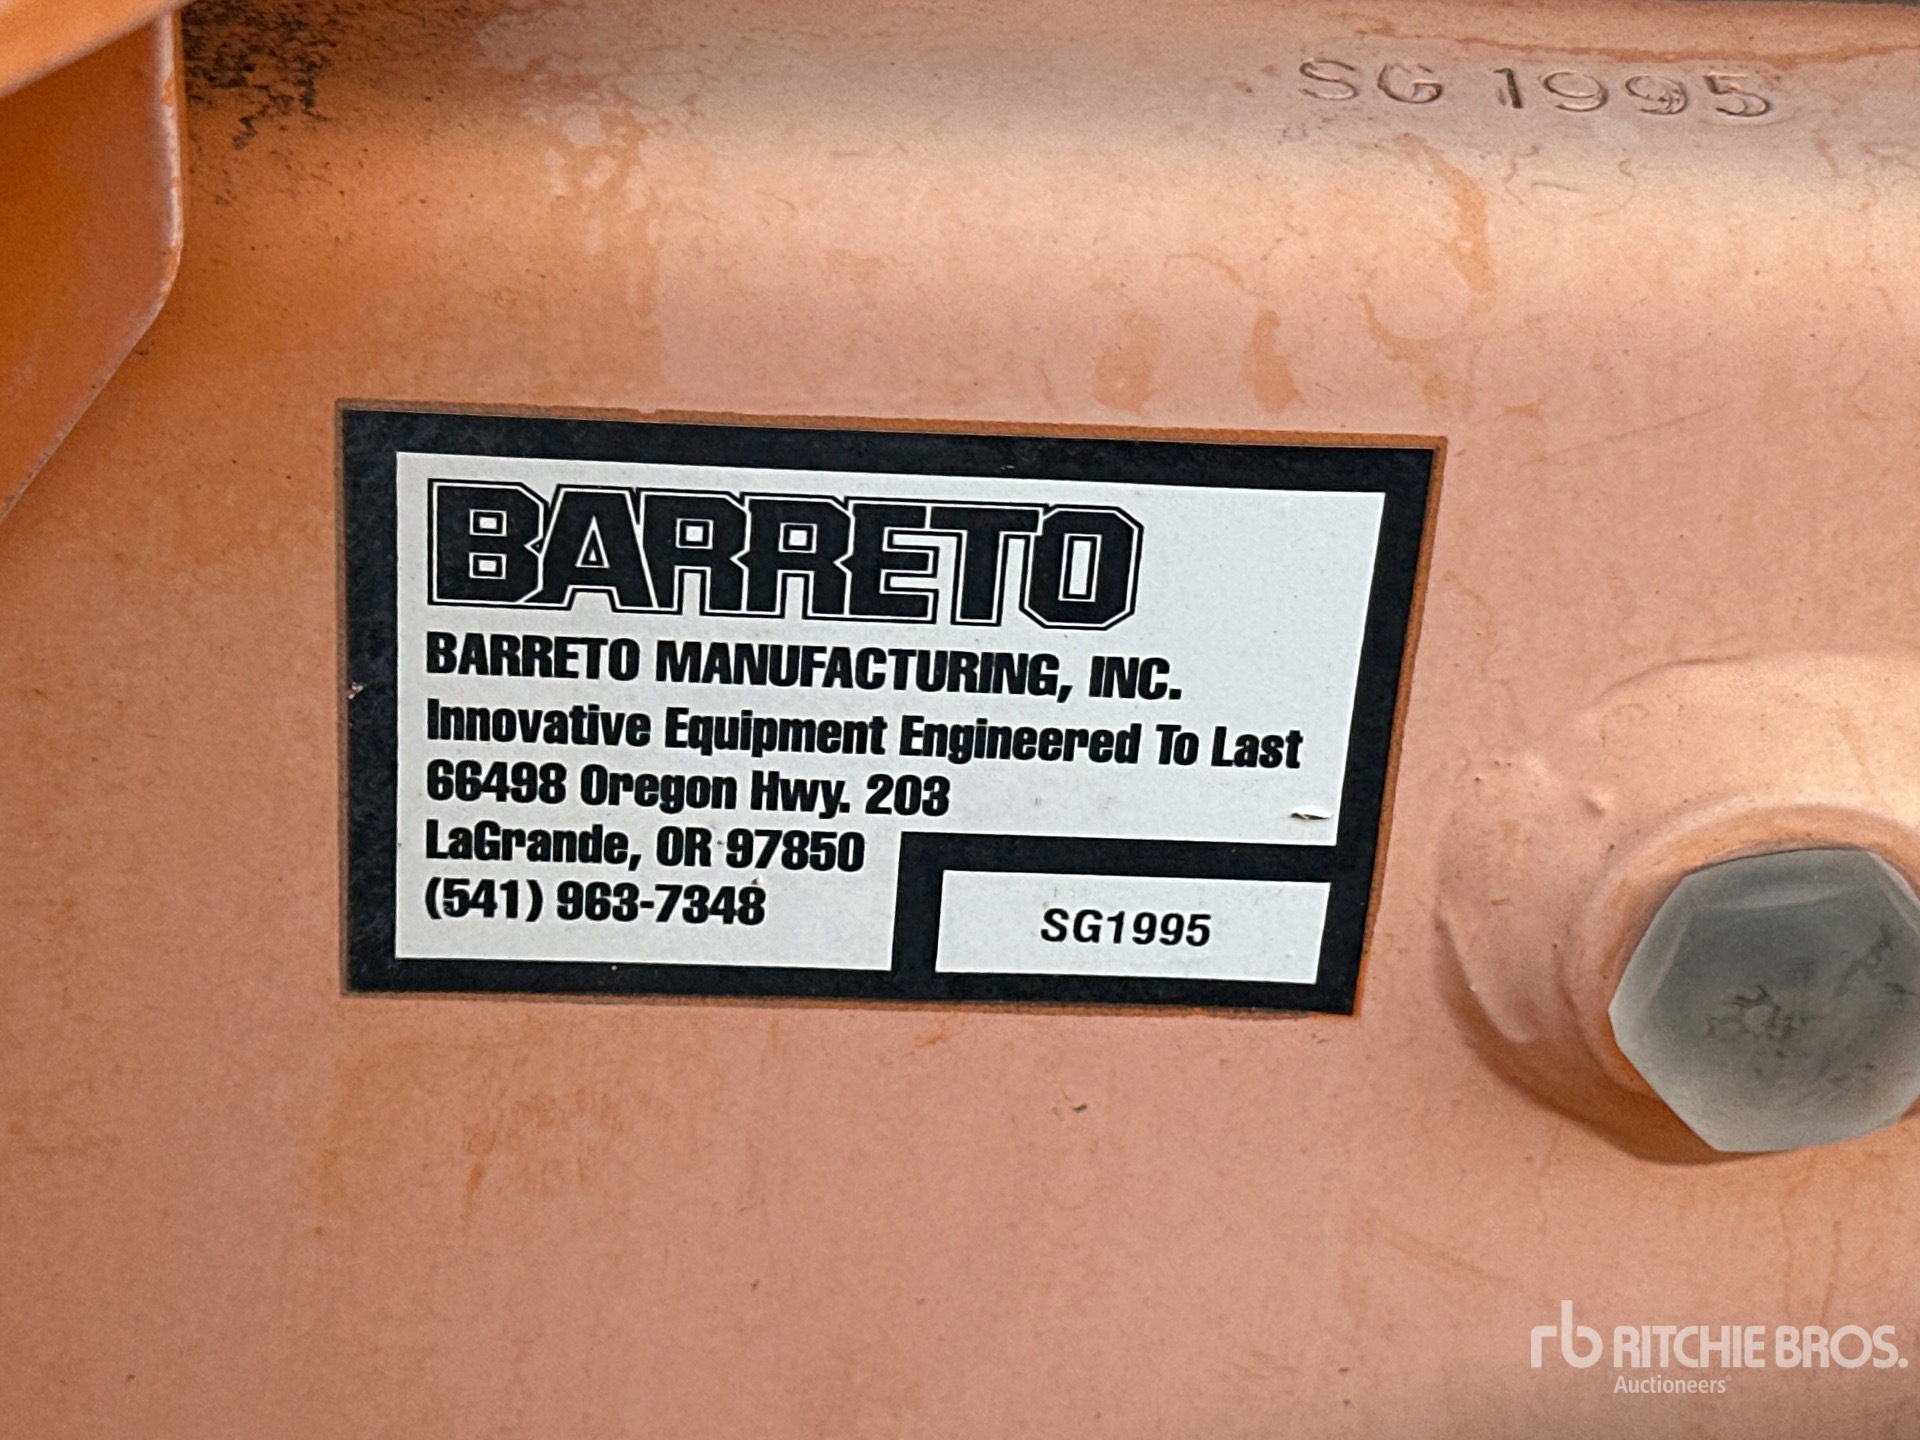 SG 1995
BARRETO
BARRETO MANUFACTURING, INC.
Innovative Equipment Engineered To Last
66498 Oregon Hwy. 203
LaGrande, OR 97850
(541) 963-7348
SG1995
rb RITCHIE BROS.
Auctioneers